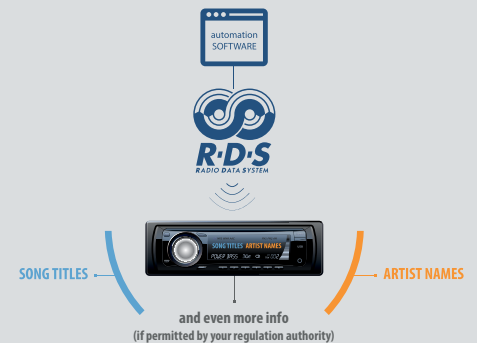 automation
SOFTWARE
R·D·S
RADIO DATA SYSTEM
SONG TITLES ARTIST NAMES
POWER BASS
SONG TITLES
ARTIST NAMES
and even more info
(if permitted by your regulation authority)